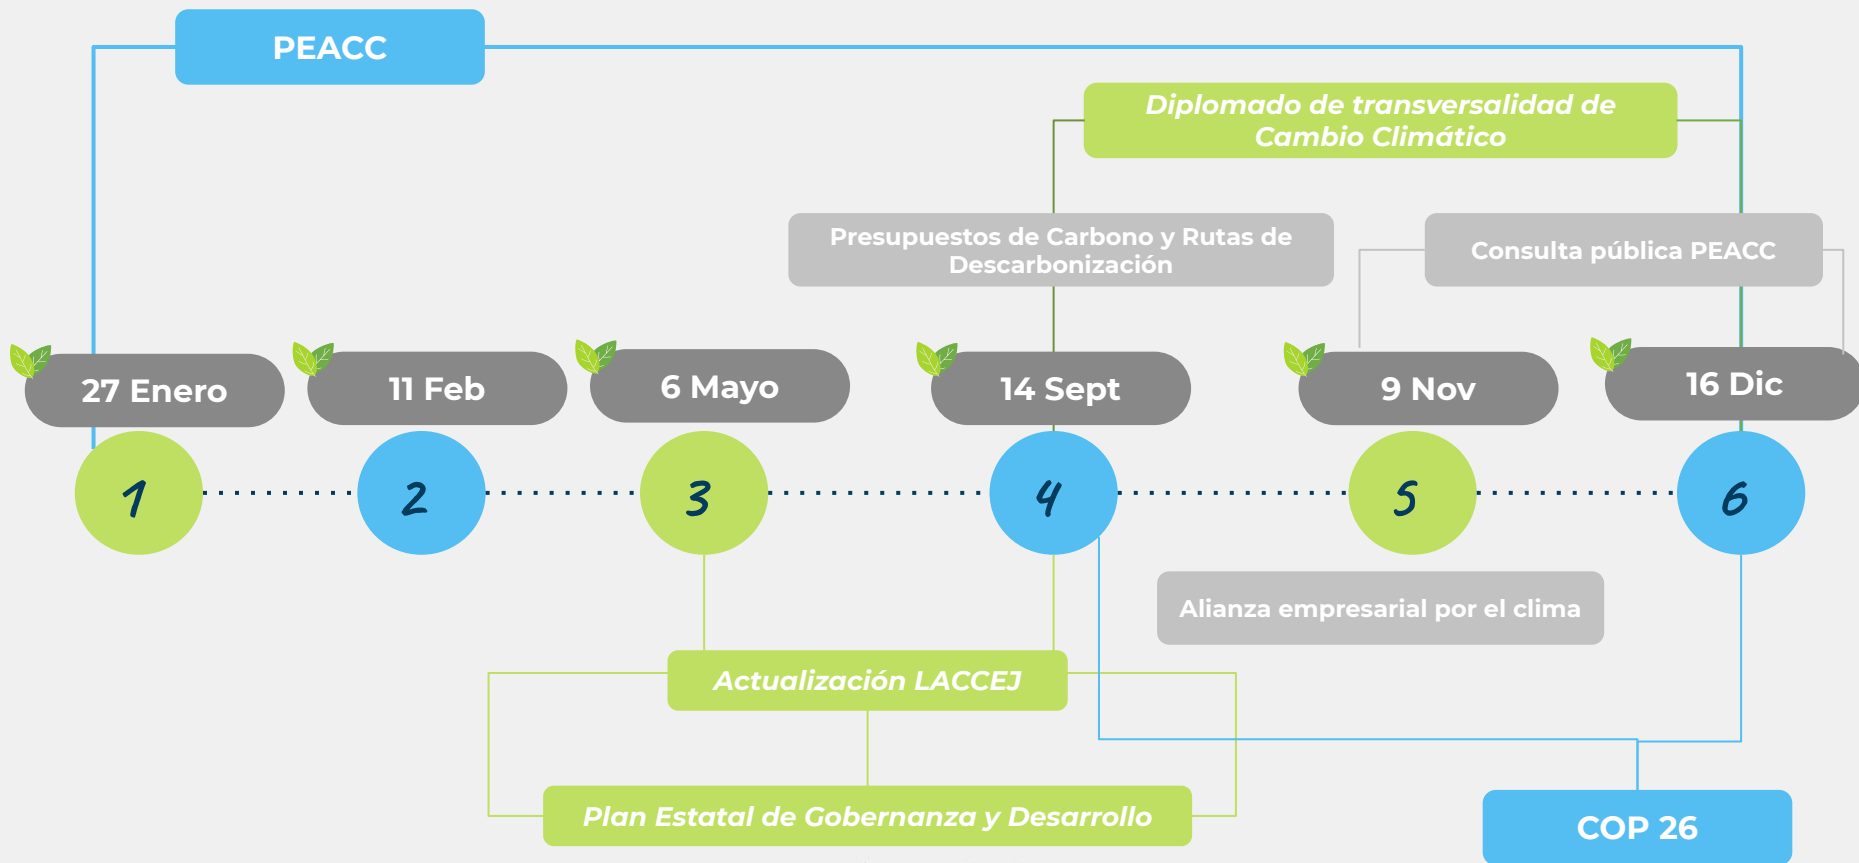 PEACC
Diplomado de transversalidad de
Cambio Climático
Presupuestos de Carbono y Rutas de
Descarbonización
Consulta pública PEACC
27 Enero
11 Feb
6 Mayo
14 Sept
9 Nov
16 Dic
1
2
3
4
5
6
Alianza empresarial por el clima
Actualización LACCEJ
Plan Estatal de Gobernanza y Desarrollo
COP 26